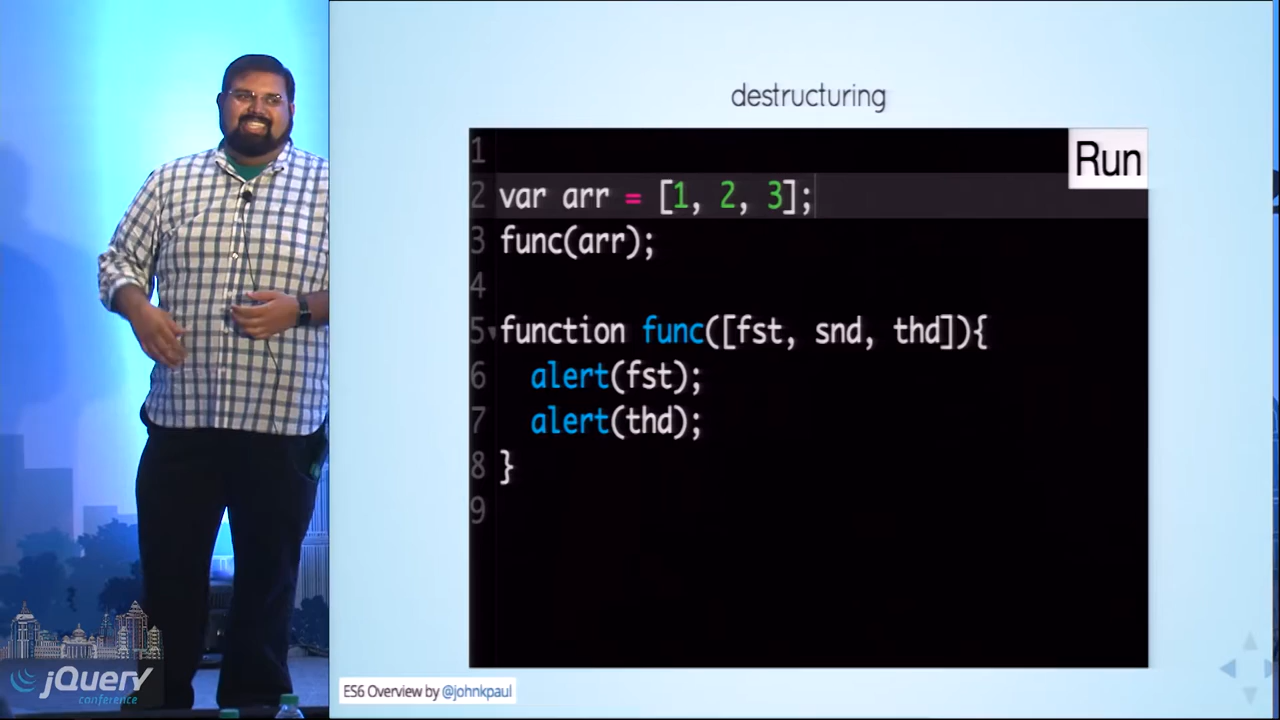 destructuring
Run
1
2 var arr = [1, 2, 3];
3 func(arr);
4
5 function func([fst, snd, thd]){
6 alert(fst);
7 alert(thd);
8 }
9
jQuery
conference
ES6 Overview by @johnkpaul